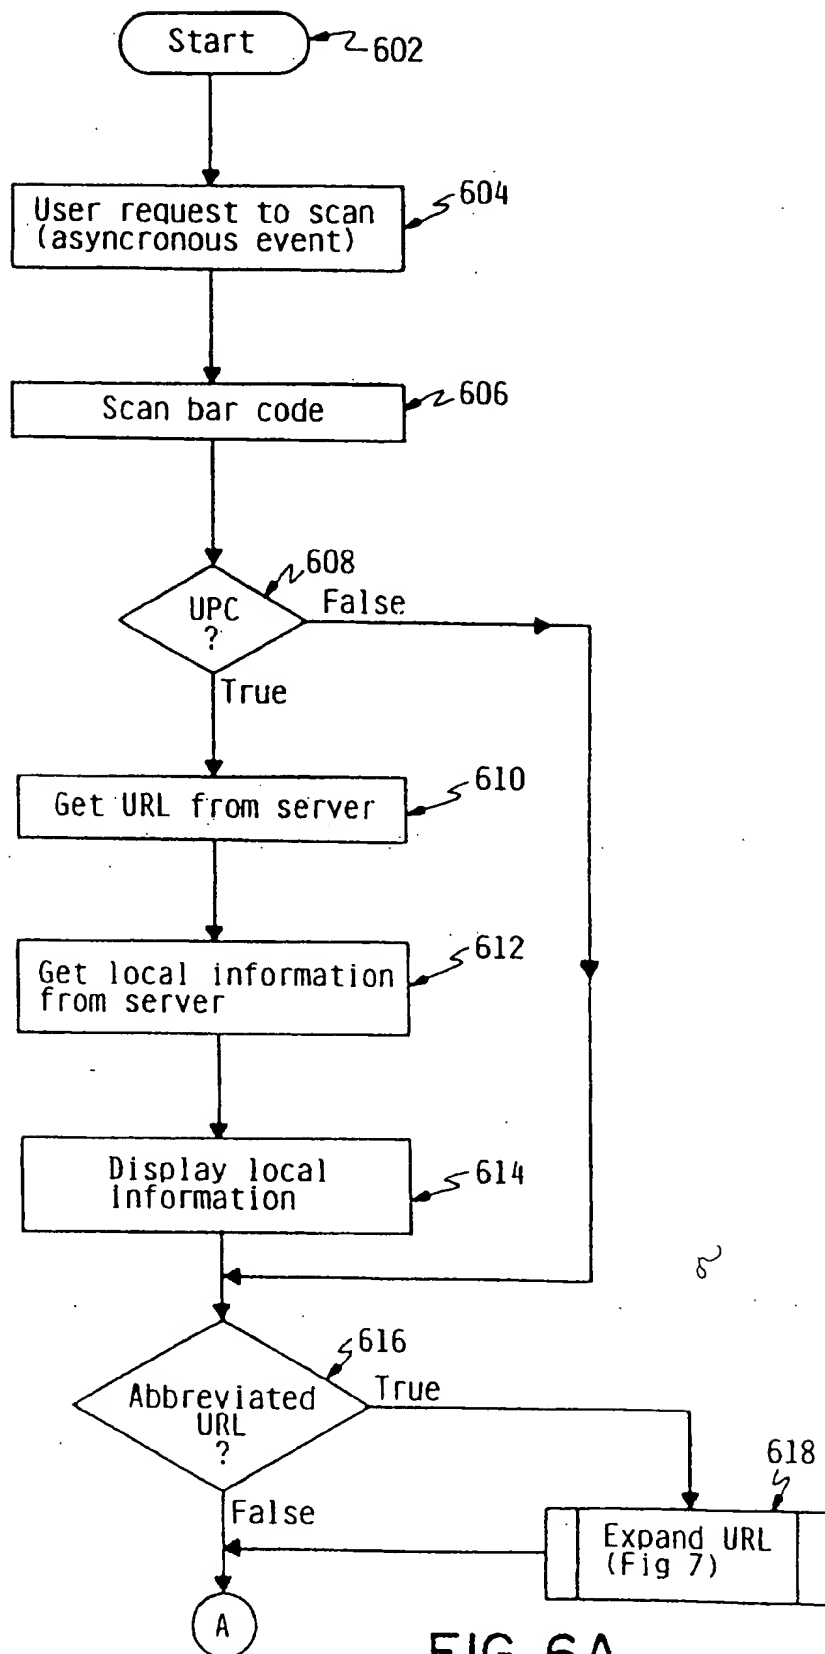 Start
602
User request to scan
(asyncronous event)
604
Scan bar code
606
608
UPC
?
False
True
Get URL from server
610
Get local information
from server
612
Display local
information
614
616
Abbreviated
URL
?
True
618
False
Expand URL
(Fig 7)
A
FIG. 6A